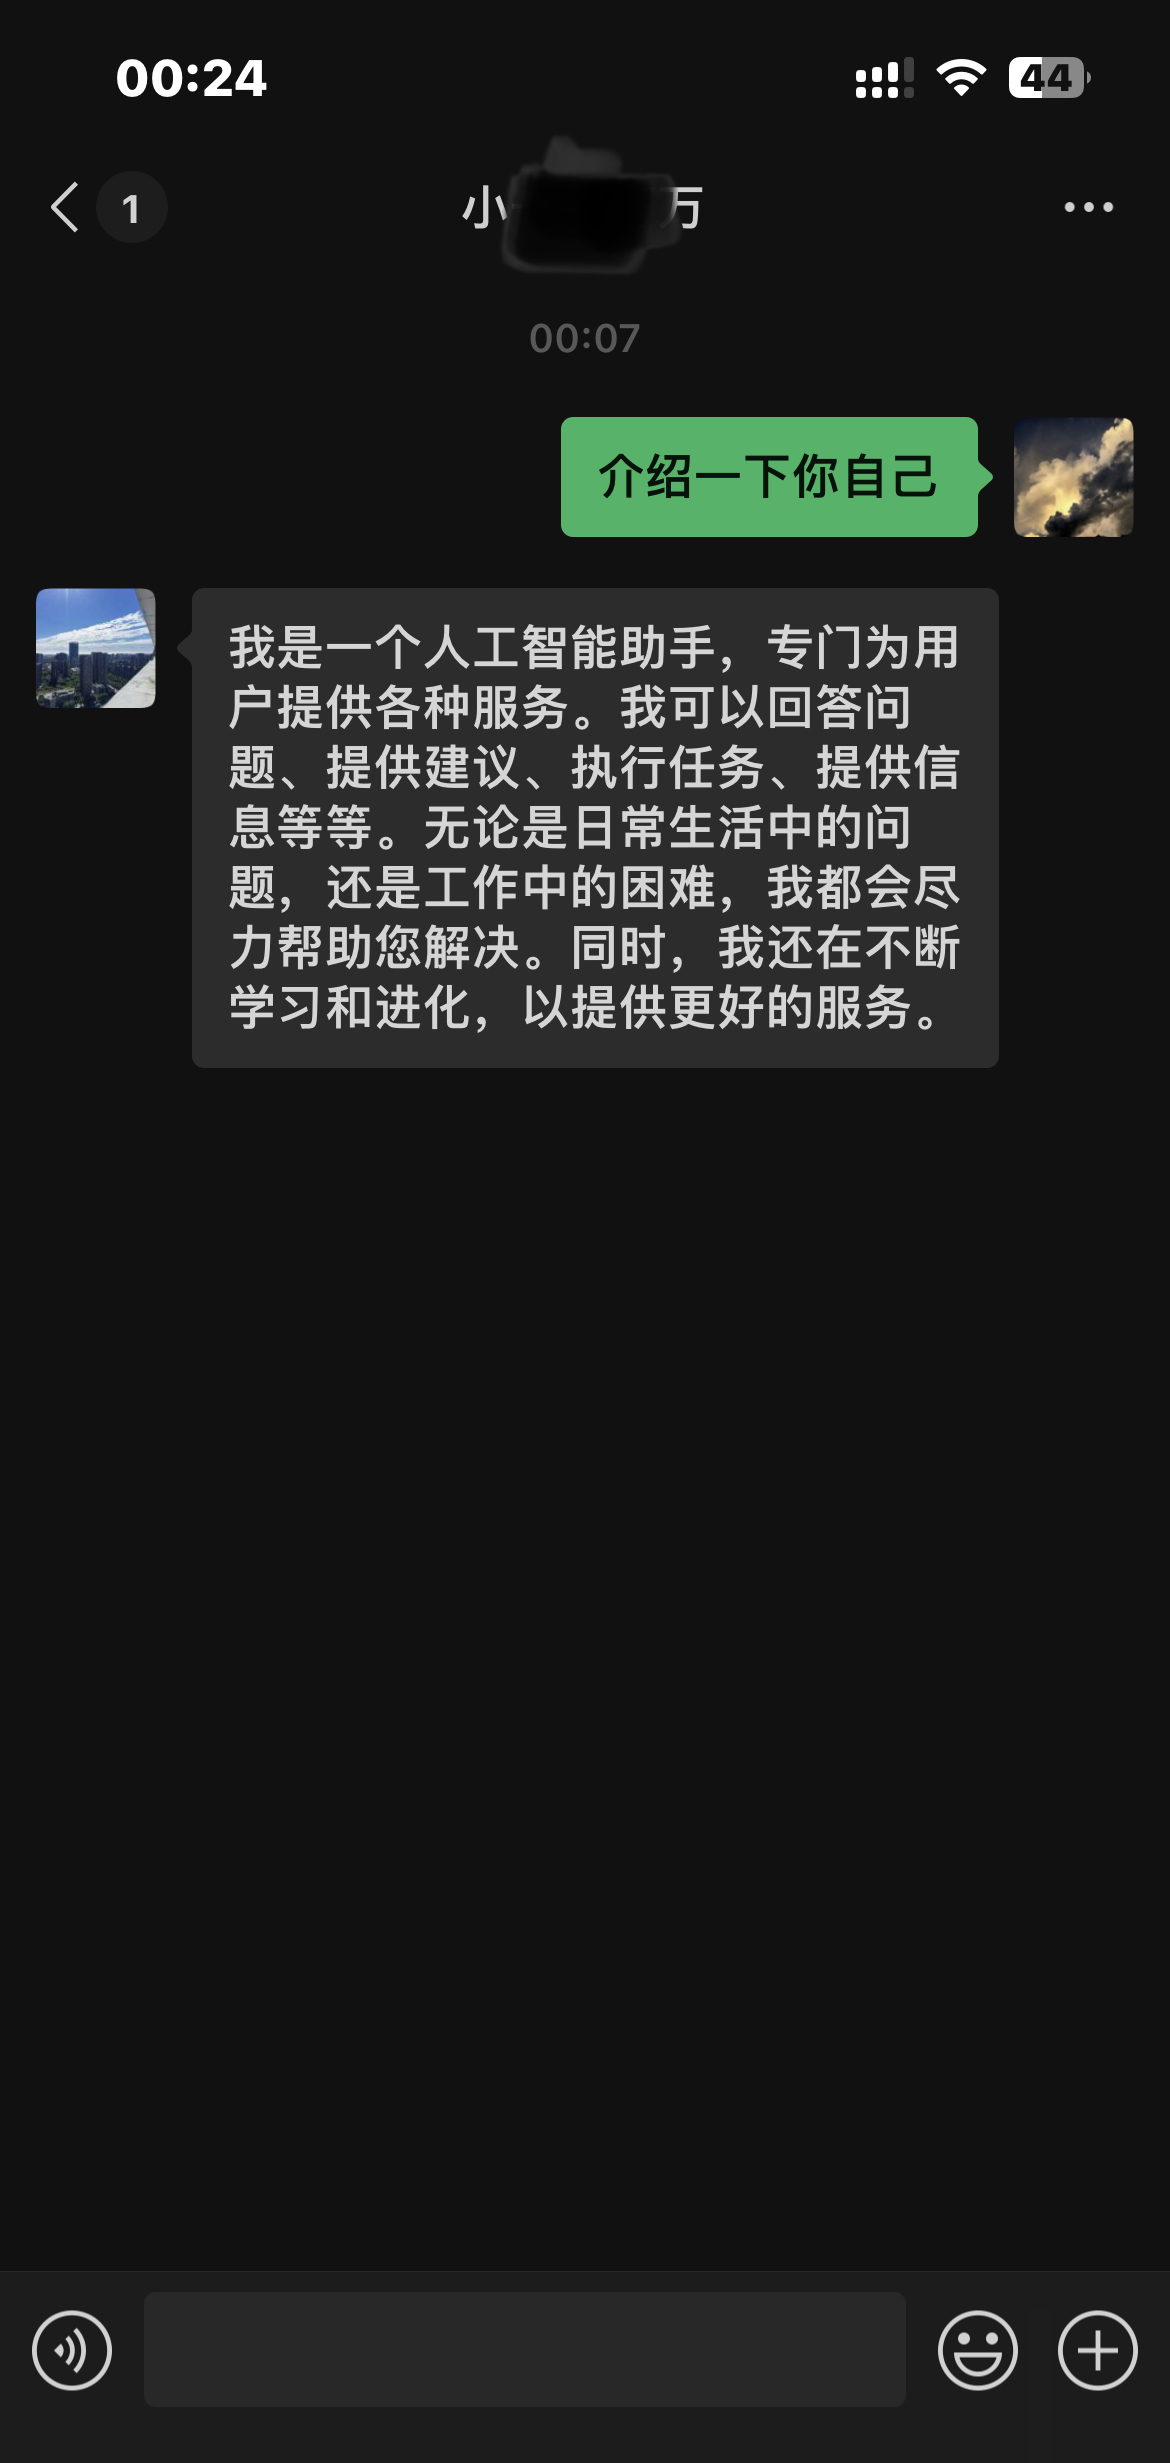 00:24
44
1
小
万
00:07
介绍一下你自己
我是一个人工智能助手，专门为用
户提供各种服务。我可以回答问
题、提供建议、执行任务、提供信
息等等。无论是日常生活中的问
题，还是工作中的困难，我都会尽
力帮助您解决。同时，我还在不断
学习和进化，以提供更好的服务。